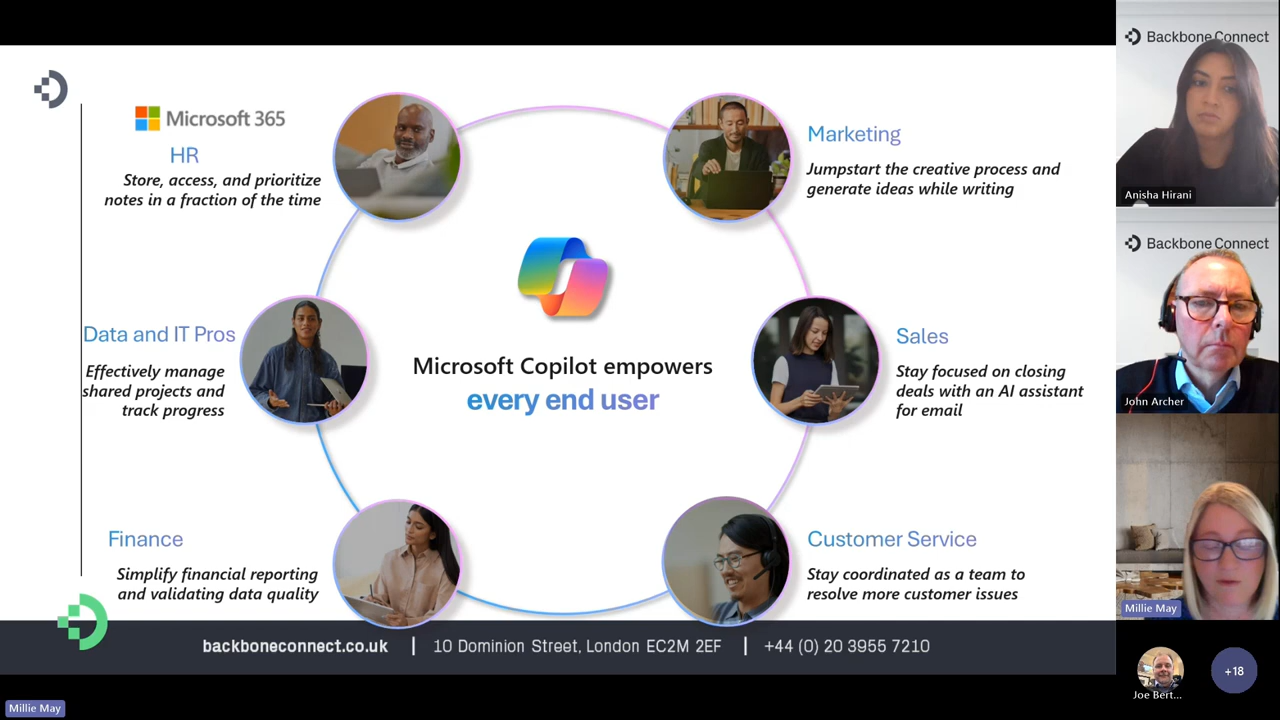 Microsoft 365
HR
Store, access, and prioritize
notes in a fraction of the time
Marketing
Jumpstart the creative process and
generate ideas while writing
Data and IT Pros
Effectively manage
shared projects and
track progress
Microsoft Copilot empowers
every end user
Sales
Stay focused on closing
deals with an AI assistant
for email
Finance
Simplify financial reporting
and validating data quality
Customer Service
Stay coordinated as a team to
resolve more customer issues
backboneconnect.co.uk | 10 Dominion Street, London EC2M 2EF | +44 (0) 20 3955 7210
Millie May
Backbone Connect
Anisha Hirani
Backbone Connect
John Archer
Millie May
Joe Bert...
+18